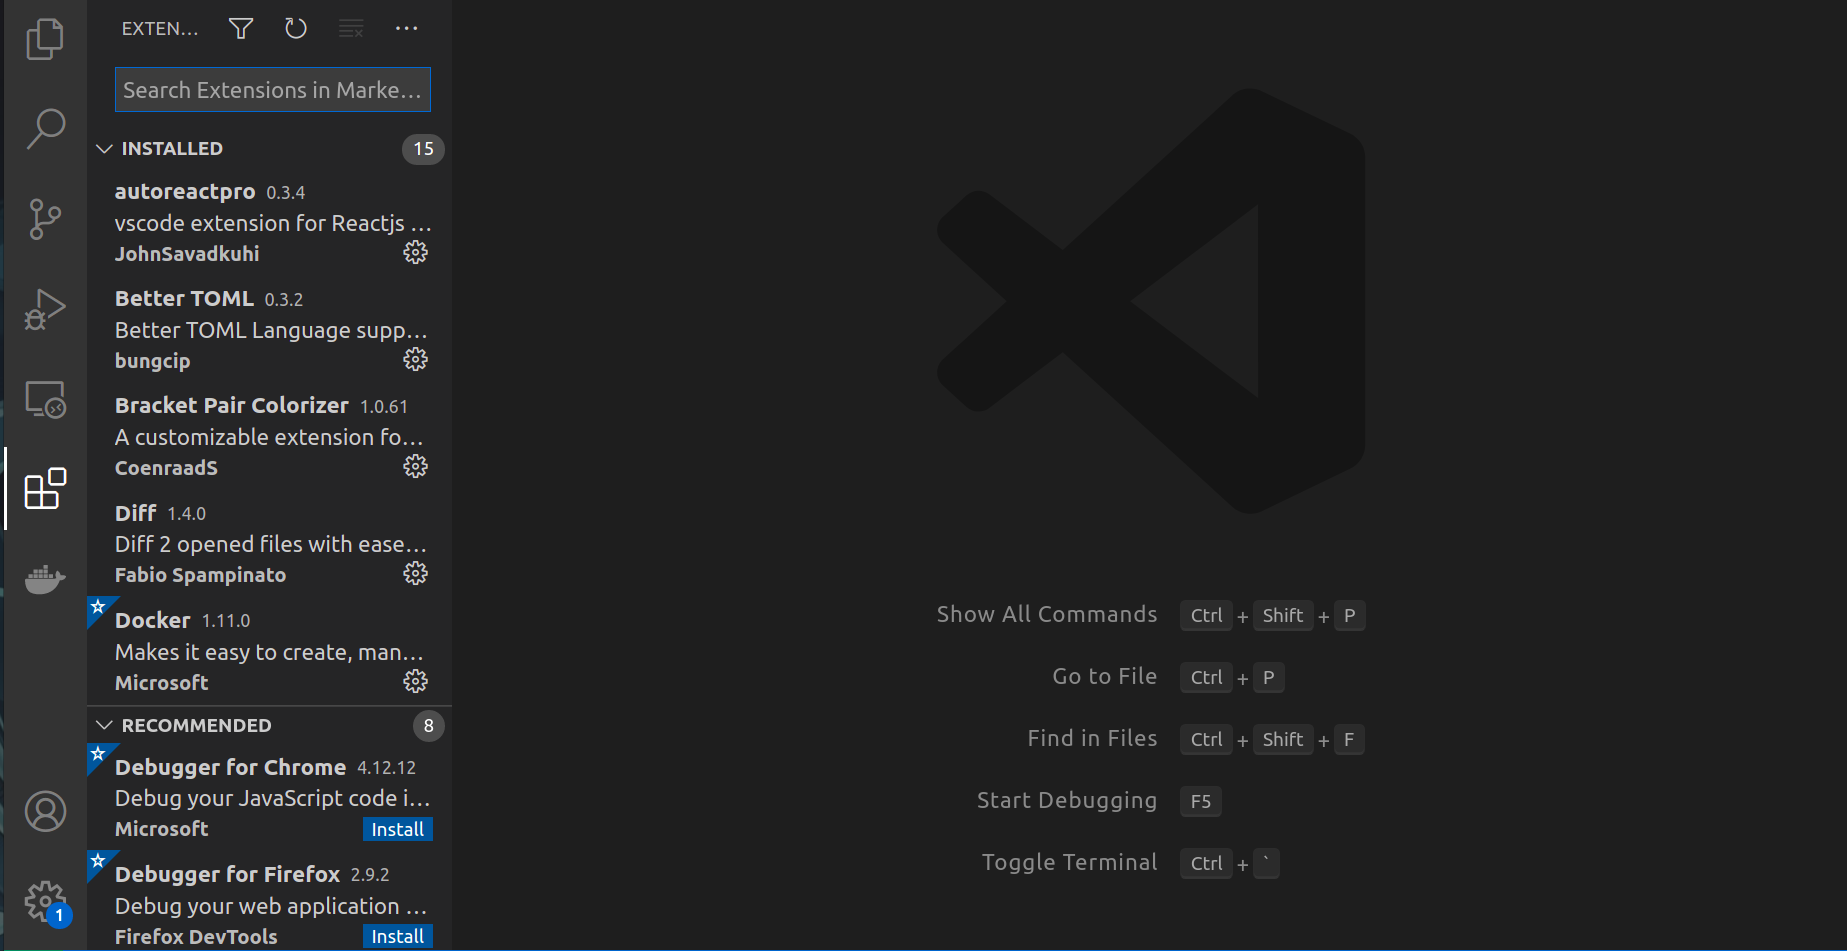 EXTEN...
Search Extensions in Marke...
INSTALLED 15
autoreactpro 0.3.4
vscode extension for Reactjs ...
JohnSavadkuhi
Better TOML 0.3.2
Better TOML Language supp...
bungcip
Bracket Pair Colorizer 1.0.61
A customizable extension fo...
CoenraadS
Diff 1.4.0
Diff 2 opened files with ease...
Fabio Spampinato
Docker 1.11.0
Makes it easy to create, man...
Microsoft
RECOMMENDED 8
Debugger for Chrome 4.12.12
Debug your JavaScript code i...
Microsoft Install
Debugger for Firefox 2.9.2
Debug your web application ...
Firefox DevTools Install
1
Show All Commands Ctrl + Shift + P
Go to File Ctrl + P
Find in Files Ctrl + Shift + F
Start Debugging F5
Toggle Terminal Ctrl + `